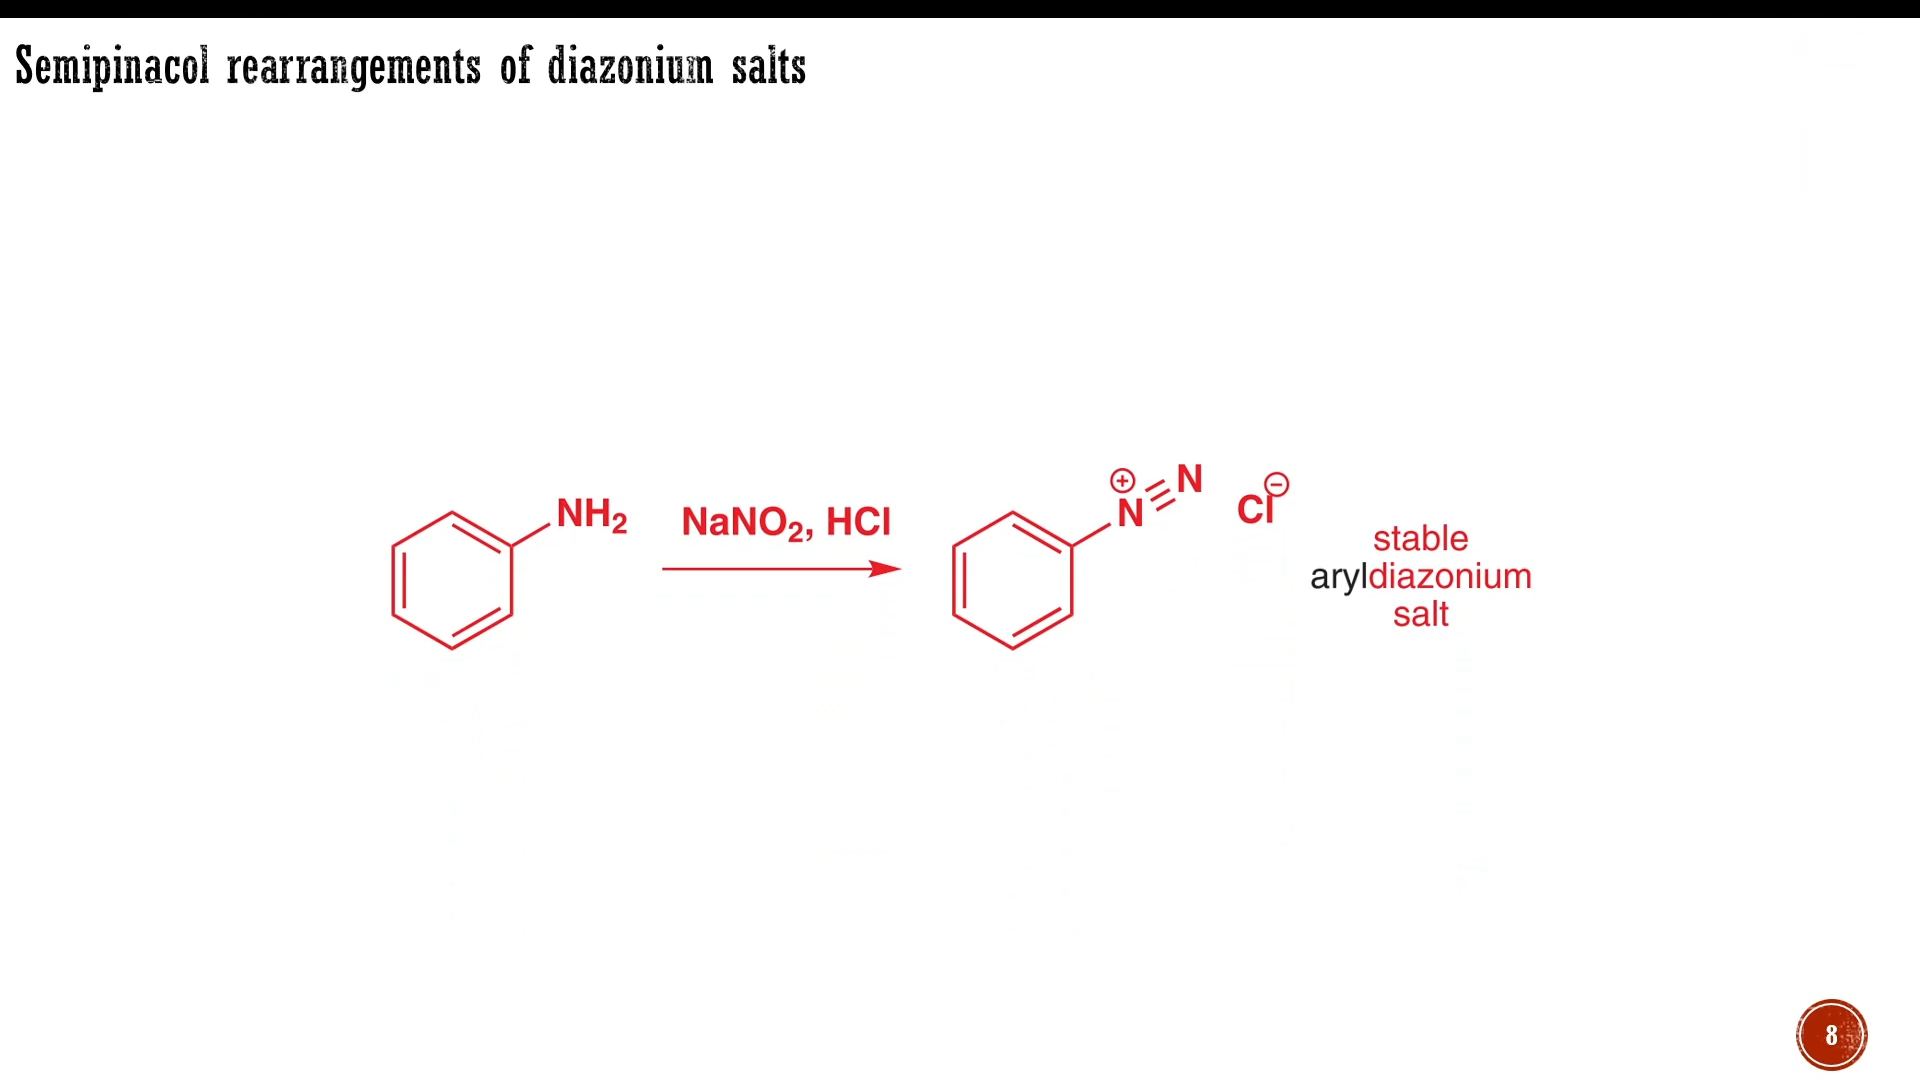 Semipinacol rearrangements of diazonium salts
NH₂
NaNO₂, HCl
⊕
N≡N
Cl⊖
stable
aryldiazonium
salt
8